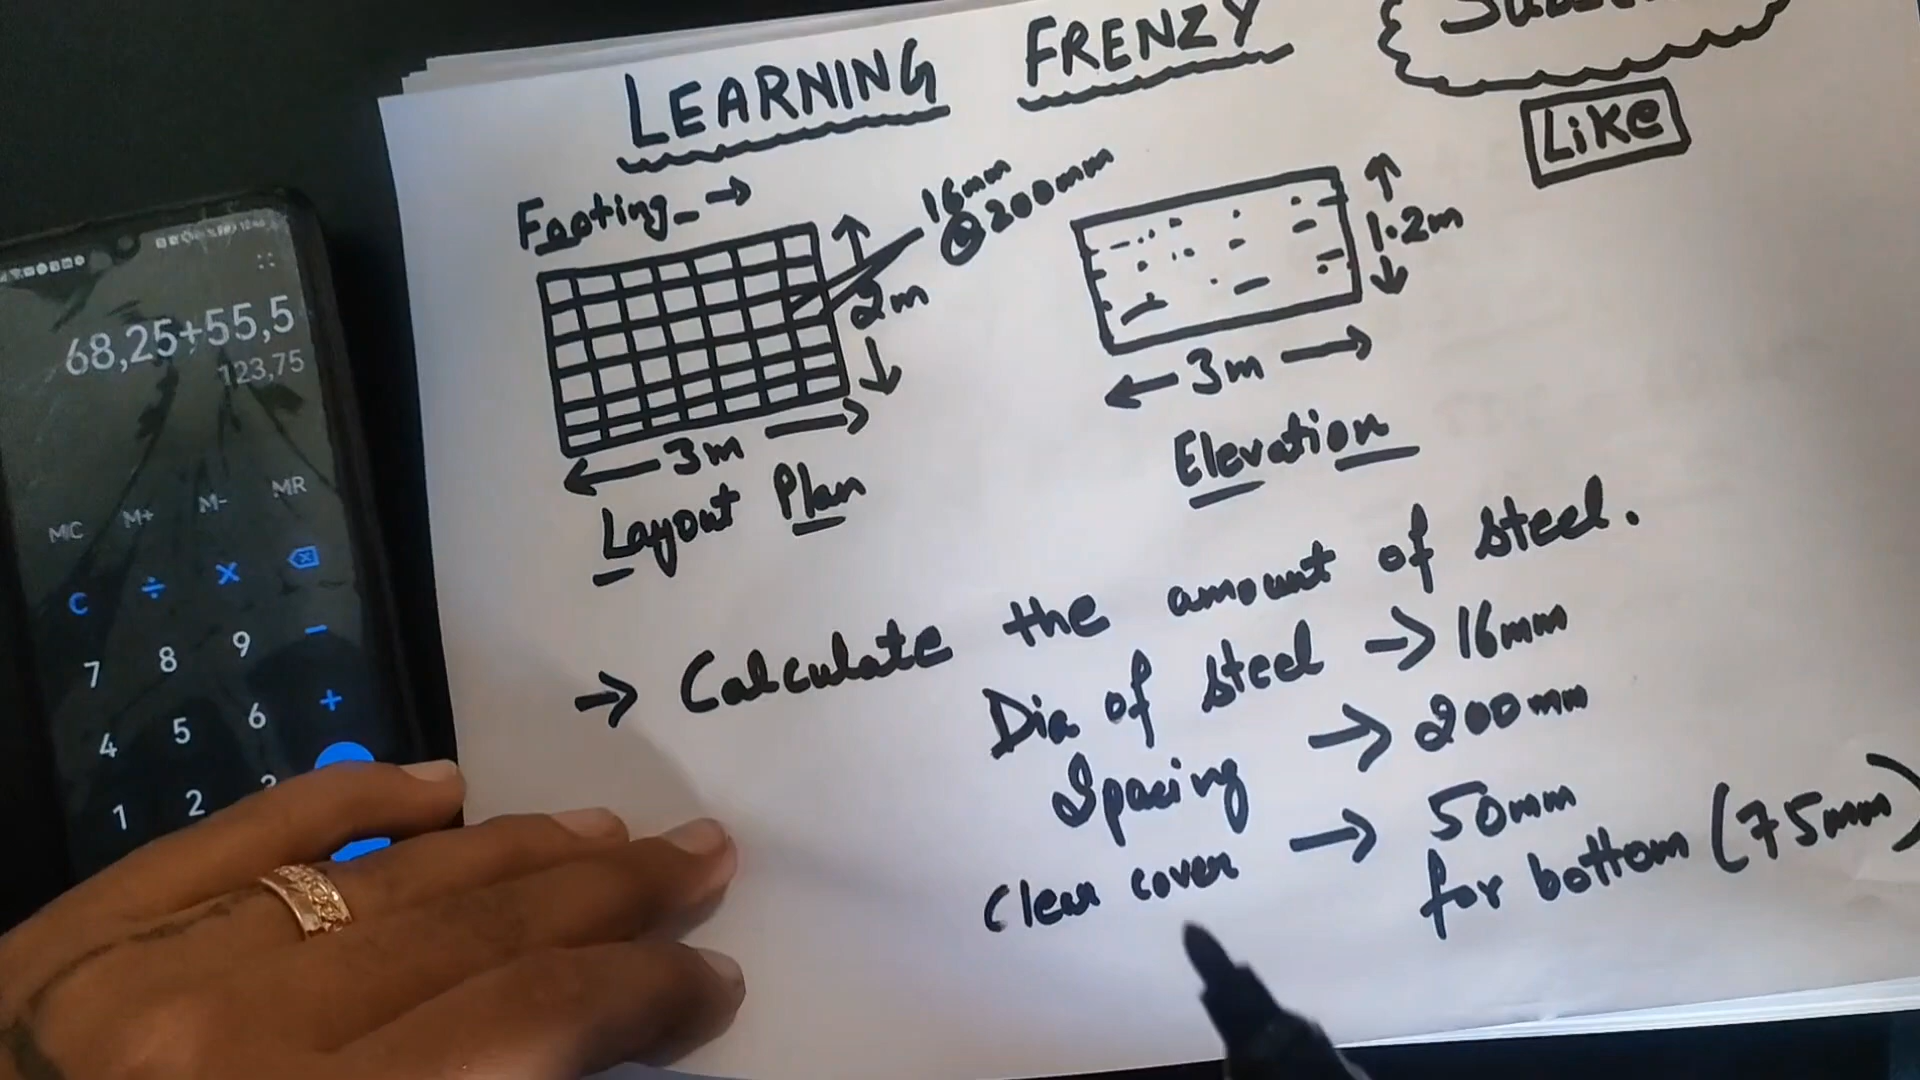 LEARNING FRENZY
Like
Footing →
16mm
@200mm
2m
3m
Layout Plan
1.2m
3m
Elevation
→ Calculate the amount of steel.
Dia of steel → 16mm
Spacing → 200mm
Clear cover → 50mm
for bottom (75mm)
68,25+55,5
123,75
MC M+ M- MR
C ÷ ×
7 8 9 −
4 5 6 +
1 2